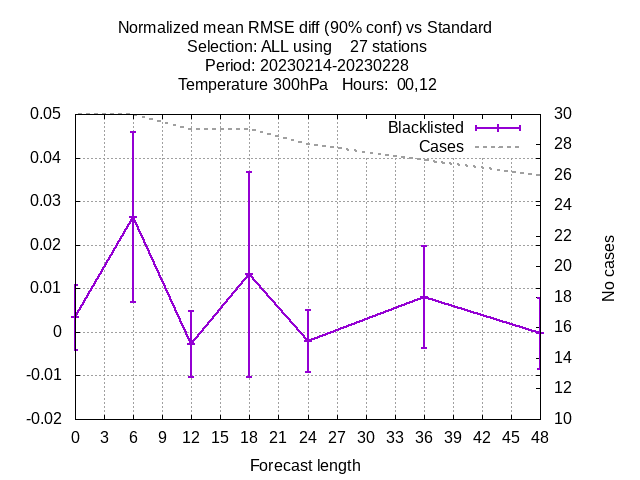 Normalized mean RMSE diff (90% conf) vs Standard
Selection: ALL using    27 stations
Period: 20230214-20230228
Temperature 300hPa   Hours:  00,12
Blacklisted
Cases
0.05
0.04
0.03
0.02
0.01
0
-0.01
-0.02
30
28
26
24
22
20
18
16
14
12
10
No cases
0 3 6 9 12 15 18 21 24 27 30 33 36 39 42 45 48
Forecast length